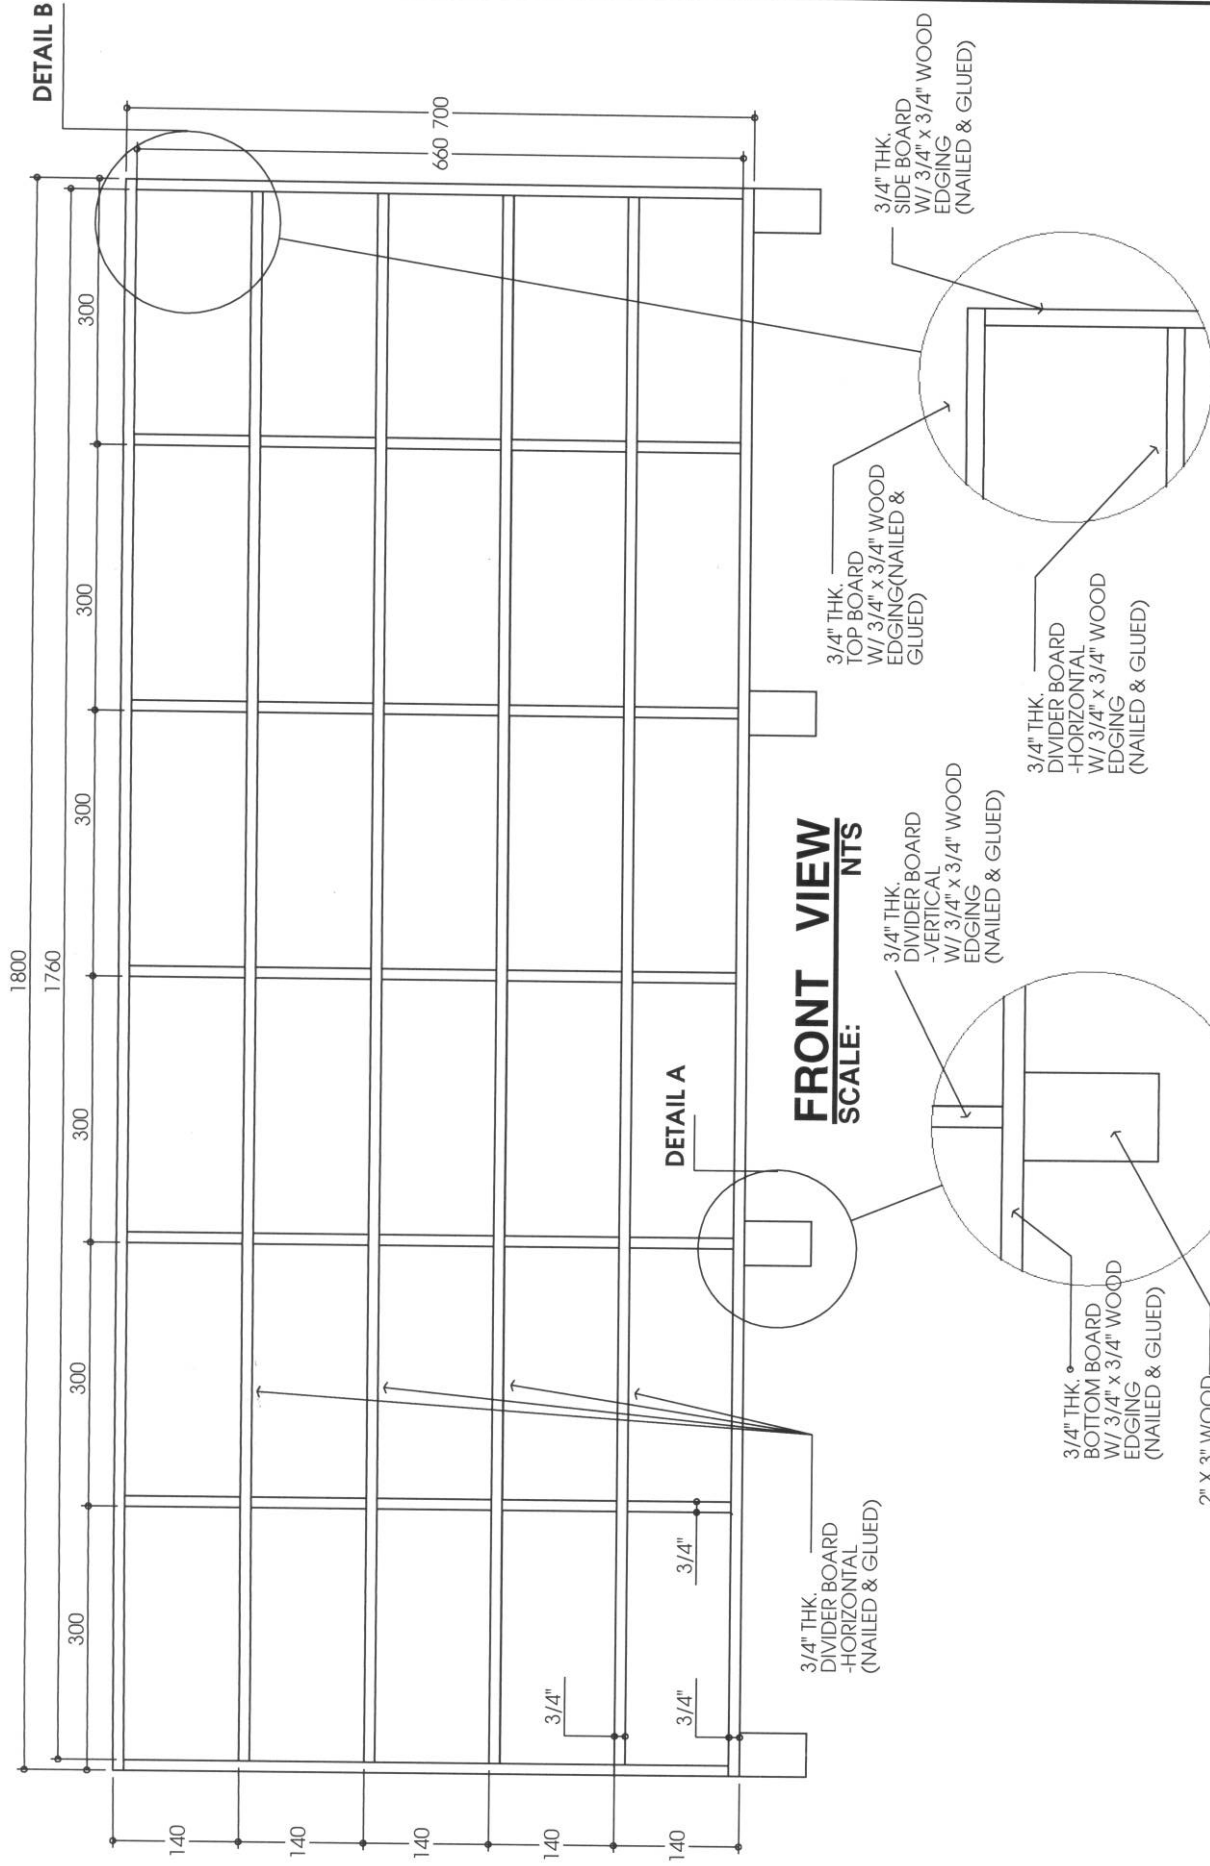 DETAIL B
1800
1760
300
300
300
300
300
300
660 700
140
140
140
140
140
3/4"
3/4"
3/4"
DETAIL A
3/4" THK.
DIVIDER BOARD
-HORIZONTAL
(NAILED & GLUED)
FRONT VIEW
SCALE: NTS
3/4" THK.
BOTTOM BOARD
W/ 3/4" x 3/4" WOOD
EDGING
(NAILED & GLUED)
2" X 3" WOOD
3/4" THK.
DIVIDER BOARD
-VERTICAL
W/ 3/4" x 3/4" WOOD
EDGING
(NAILED & GLUED)
3/4" THK.
TOP BOARD
W/ 3/4" x 3/4" WOOD
EDGING(NAILED &
GLUED)
3/4" THK.
DIVIDER BOARD
-HORIZONTAL
W/ 3/4" x 3/4" WOOD
EDGING
(NAILED & GLUED)
3/4" THK.
SIDE BOARD
W/ 3/4" x 3/4" WOOD
EDGING
(NAILED & GLUED)